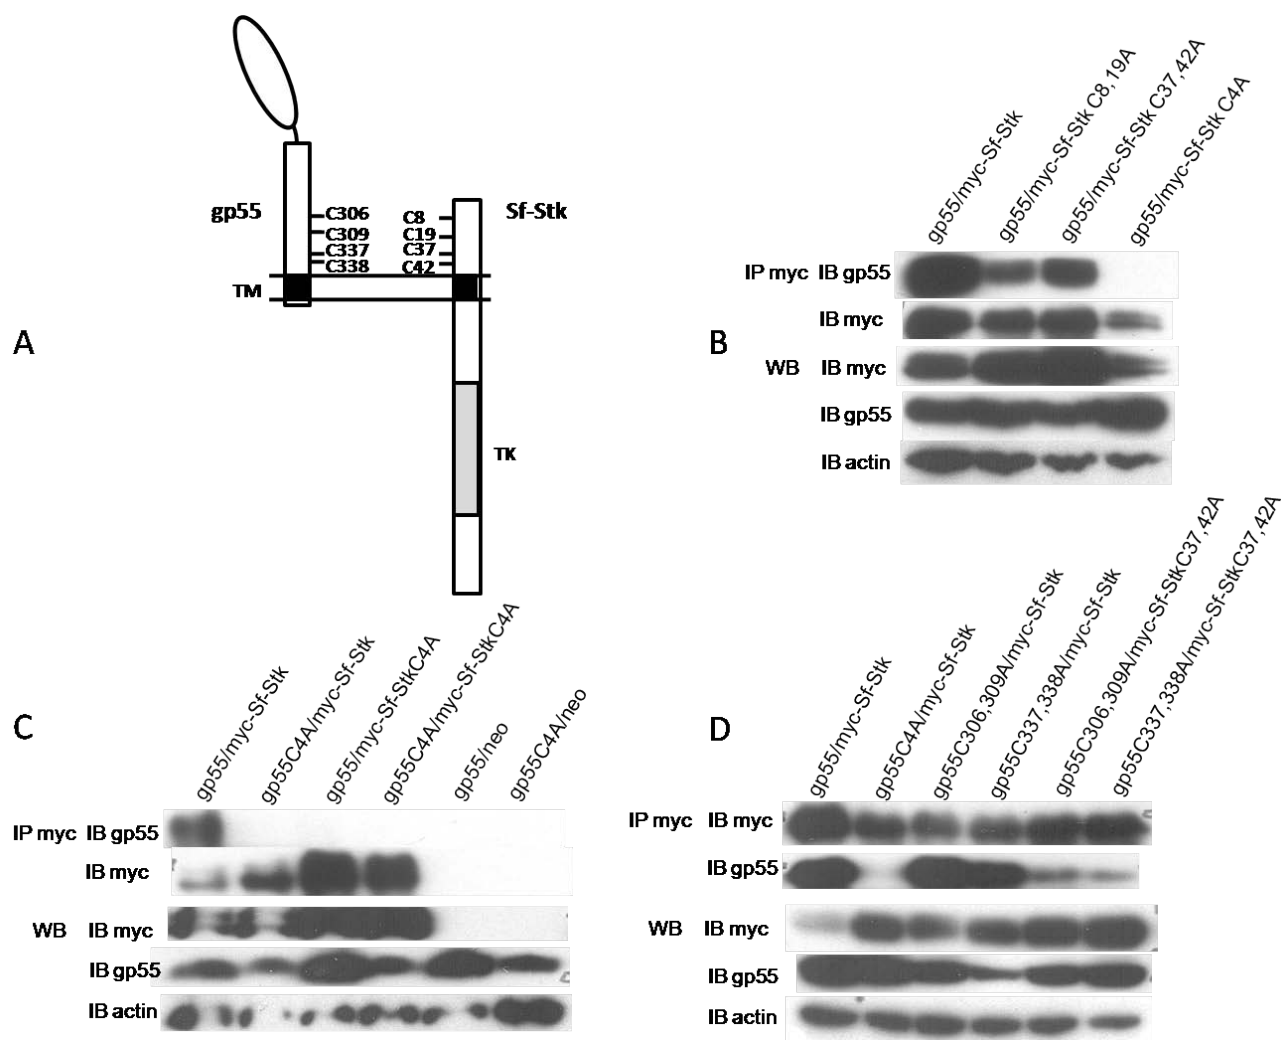 A
gp55
Sf-Stk
C306
C309
C337
C338
C8
C19
C37
C42
TM
TK
B
gp55/myc-Sf-Stk
gp55/myc-Sf-Stk C8,19A
gp55/myc-Sf-Stk C37,42A
gp55/myc-Sf-Stk C4A
IP myc IB gp55
IB myc
WB IB myc
IB gp55
IB actin
C
gp55/myc-Sf-Stk
gp55C4A/myc-Sf-Stk
gp55/myc-Sf-StkC4A
gp55C4A/myc-Sf-StkC4A
gp55/neo
gp55C4A/neo
IP myc IB gp55
IB myc
WB IB myc
IB gp55
IB actin
D
gp55/myc-Sf-Stk
gp55C4A/myc-Sf-Stk
gp55C306,309A/myc-Sf-Stk
gp55C337,338A/myc-Sf-Stk
gp55C306,309A/myc-Sf-StkC37,42A
gp55C337,338A/myc-Sf-StkC37,42A
IP myc IB myc
IB gp55
WB IB myc
IB gp55
IB actin